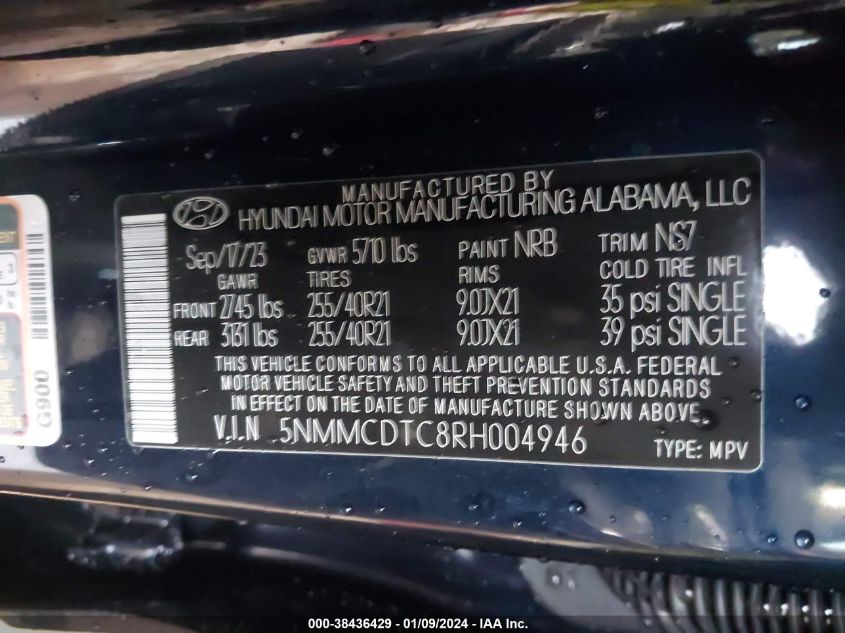 MANUFACTURED BY
HYUNDAI MOTOR MANUFACTURING ALABAMA, LLC
Sep/17/23 GVWR 5710 lbs PAINT NRB TRIM NS7
GAWR TIRES RIMS COLD TIRE INFL
FRONT 2745 lbs 255/40R21 9.0JX21 35 psi SINGLE
REAR 3131 lbs 255/40R21 9.0JX21 39 psi SINGLE
THIS VEHICLE CONFORMS TO ALL APPLICABLE U.S.A. FEDERAL
MOTOR VEHICLE SAFETY AND THEFT PREVENTION STANDARDS
IN EFFECT ON THE DATE OF MANUFACTURE SHOWN ABOVE
V.I.N 5NMMCDTC8RH004946 TYPE: MPV
G900
000-38436429 - 01/09/2024 - IAA Inc.